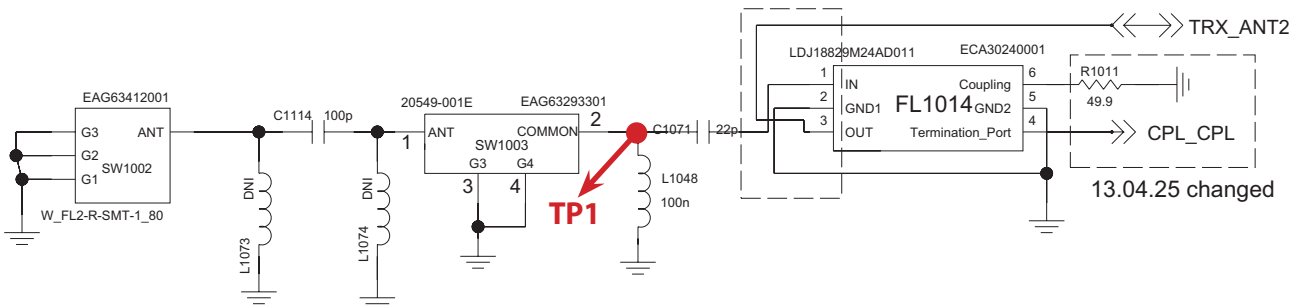 TRX_ANT2
LDJ18829M24AD011
ECA30240001
EAG63412001
G3
ANT
G2
SW1002
G1
W_FL2-R-SMT-1_80
C1114
100p
DNI
L1073
DNI
L1074
20549-001E
EAG63293301
1
ANT
COMMON
2
SW1003
G3
G4
3
4
TP1
C1071
22p
L1048
100n
1
IN
Coupling
6
2
GND1
FL1014
GND2
5
3
OUT
Termination_Port
4
R1011
49.9
CPL_CPL
13.04.25 changed